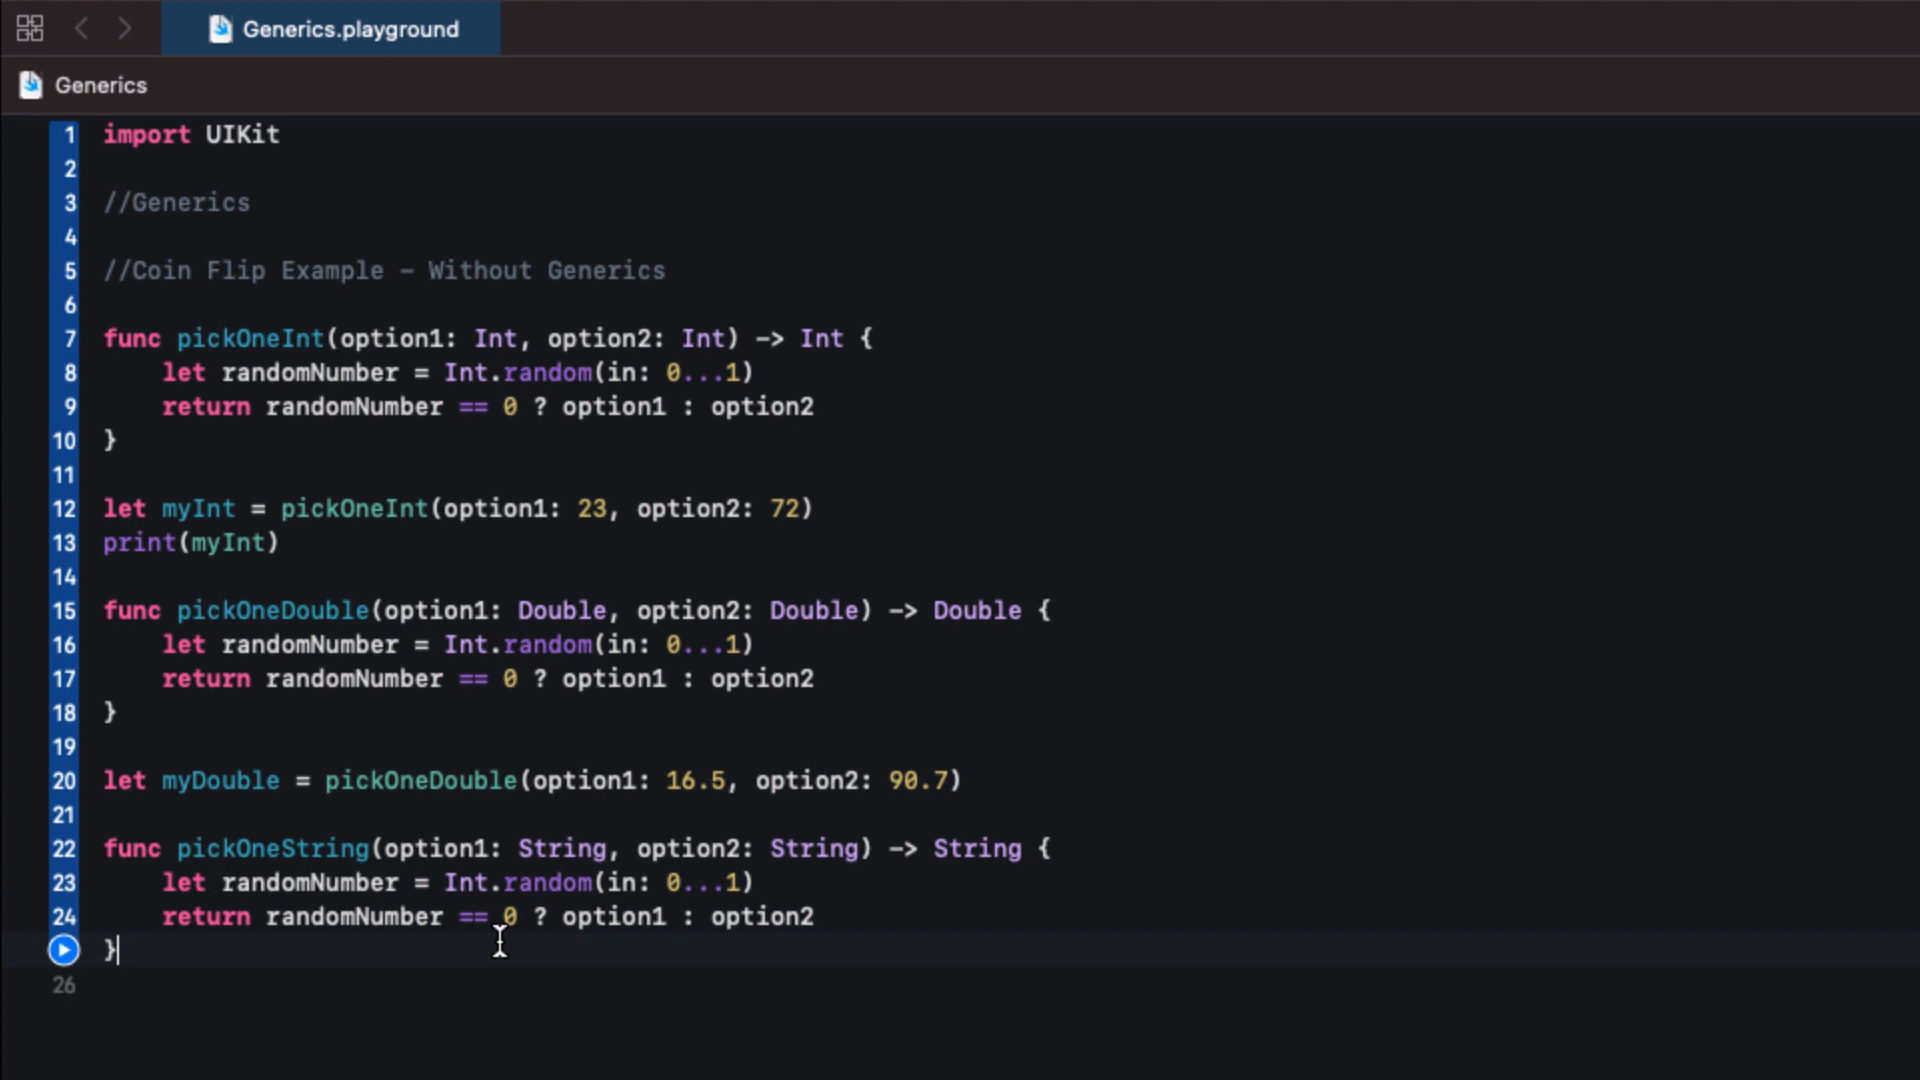 Generics.playground
Generics
1 import UIKit
2
3 //Generics
4
5 //Coin Flip Example - Without Generics
6
7 func pickOneInt(option1: Int, option2: Int) -> Int {
8     let randomNumber = Int.random(in: 0...1)
9     return randomNumber == 0 ? option1 : option2
10 }
11
12 let myInt = pickOneInt(option1: 23, option2: 72)
13 print(myInt)
14
15 func pickOneDouble(option1: Double, option2: Double) -> Double {
16     let randomNumber = Int.random(in: 0...1)
17     return randomNumber == 0 ? option1 : option2
18 }
19
20 let myDouble = pickOneDouble(option1: 16.5, option2: 90.7)
21
22 func pickOneString(option1: String, option2: String) -> String {
23     let randomNumber = Int.random(in: 0...1)
24     return randomNumber == 0 ? option1 : option2
}
26